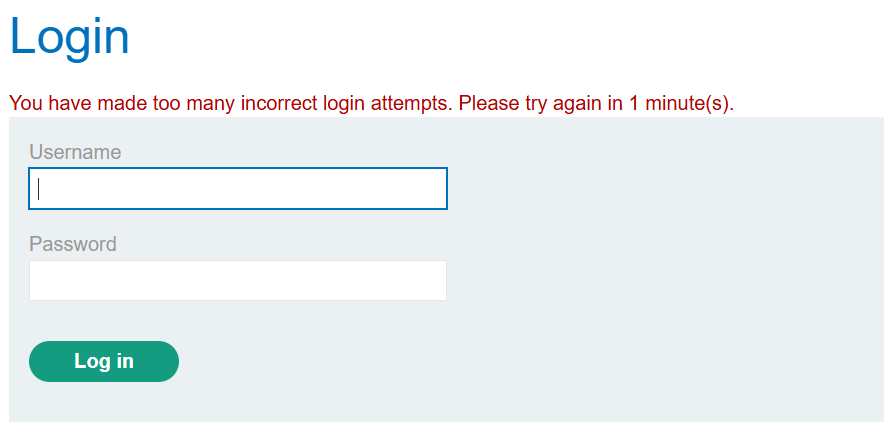 Login
You have made too many incorrect login attempts. Please try again in 1 minute(s).
Username
Password
Log in